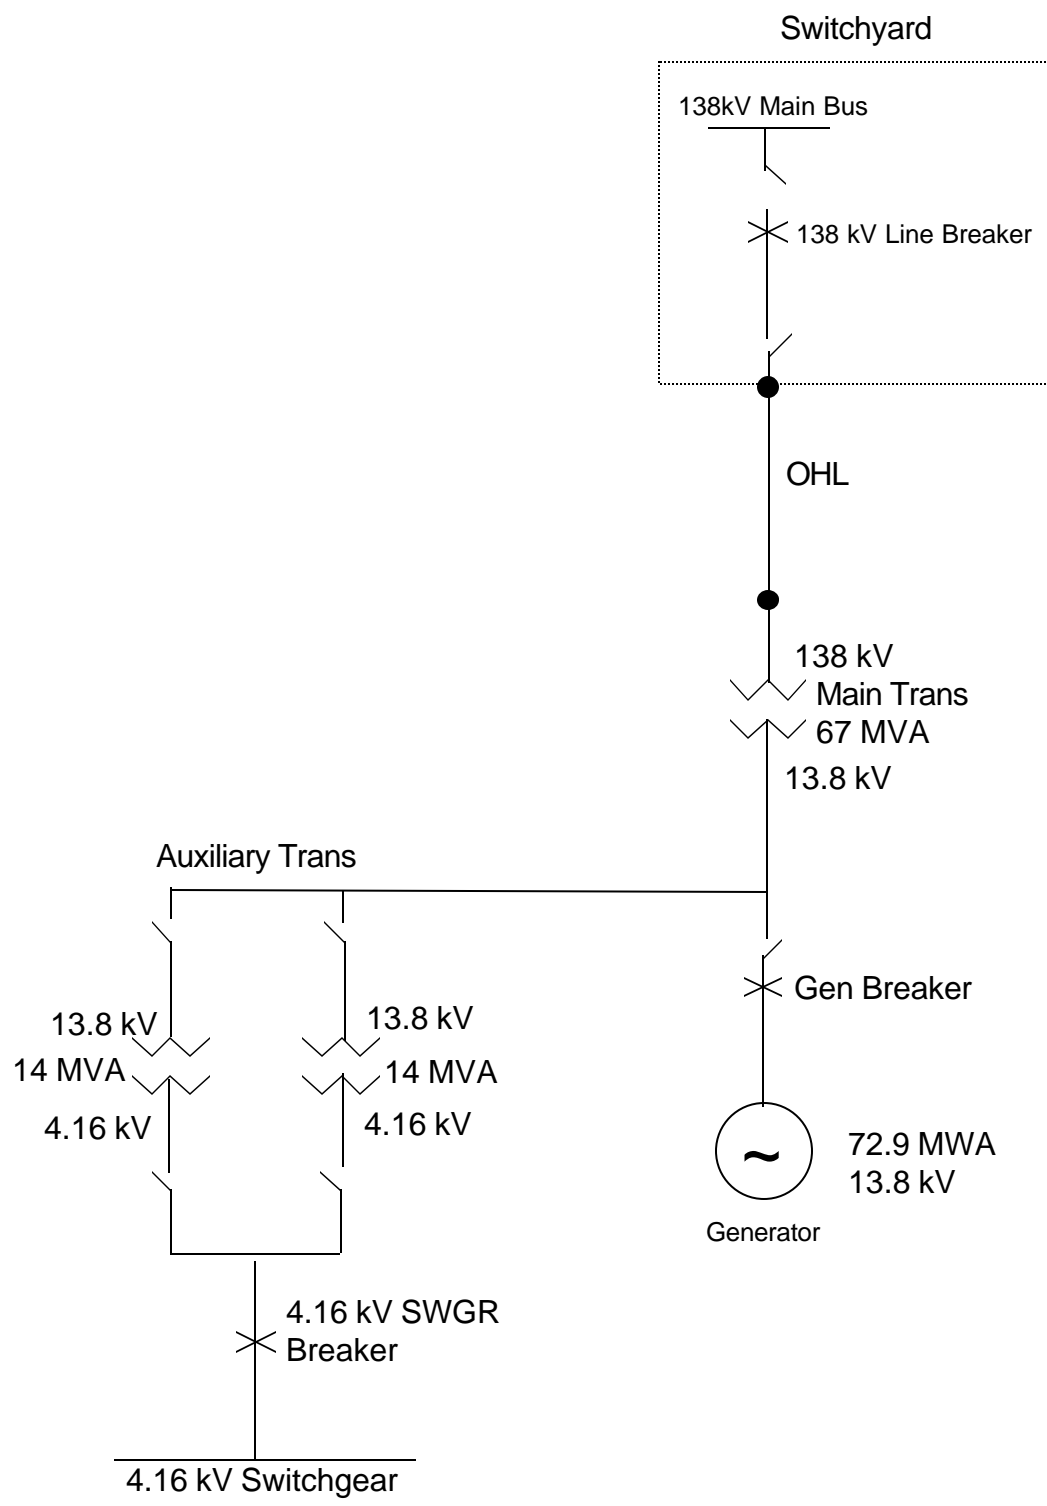 Switchyard
138kV Main Bus
138 kV Line Breaker
OHL
138 kV
Main Trans
67 MVA
13.8 kV
Auxiliary Trans
13.8 kV
14 MVA
4.16 kV
13.8 kV
14 MVA
4.16 kV
Gen Breaker
~
72.9 MWA
13.8 kV
Generator
4.16 kV SWGR
Breaker
4.16 kV Switchgear